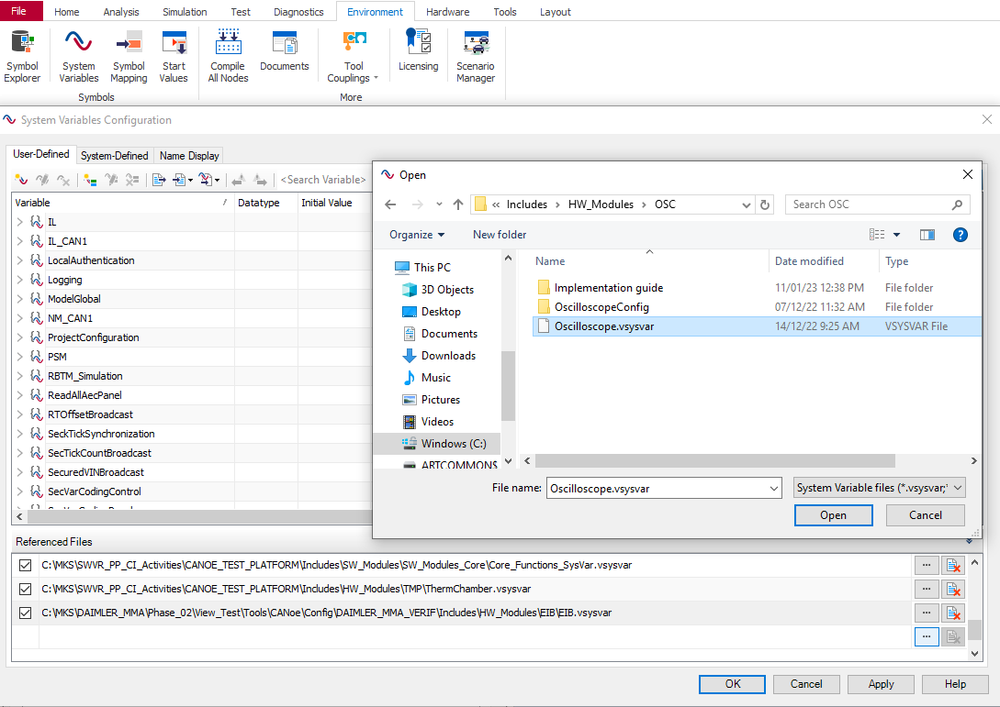 File Home Analysis Simulation Test Diagnostics Environment Hardware Tools Layout
Symbol Explorer
System Variables
Symbol Mapping
Start Values
Compile All Nodes
Documents
Tool Couplings
Licensing
Scenario Manager
Symbols
More
System Variables Configuration
User-Defined System-Defined Name Display
<Search Variable>
Variable Datatype Initial Value
IL
IL_CAN1
LocalAuthentication
Logging
ModelGlobal
NM_CAN1
ProjectConfiguration
PSM
RBTM_Simulation
ReadAllAecPanel
RTOffsetBroadcast
SeckTickSynchronization
SecTickCountBroadcast
SecuredVINBroadcast
SecVarCodingControl
Open
« Includes > HW_Modules > OSC
Search OSC
Organize New folder
This PC
3D Objects
Desktop
Documents
Downloads
Music
Pictures
Videos
Windows (C:)
ARTCOMMON$
Name Date modified Type
Implementation guide 11/01/23 12:38 PM File folder
OscilloscopeConfig 07/12/22 11:32 AM File folder
Oscilloscope.vsysvar 14/12/22 9:25 AM VSYSVAR File
File name: Oscilloscope.vsysvar System Variable files (*.vsysvar;*
Open Cancel
Referenced Files
C:\MKS\SWVR_PP_CI_Activities\CANOE_TEST_PLATFORM\Includes\SW_Modules\SW_Modules_Core\Core_Functions_SysVar.vsysvar ...
C:\MKS\SWVR_PP_CI_Activities\CANOE_TEST_PLATFORM\Includes\HW_Modules\TMP\ThermChamber.vsysvar ...
C:\MKS\DAIMLER_MMA\Phase_02\View_Test\Tools\CANoe\Config\DAIMLER_MMA_VERIF\Includes\HW_Modules\EIB\EIB.vsysvar ...
...
OK Cancel Apply Help